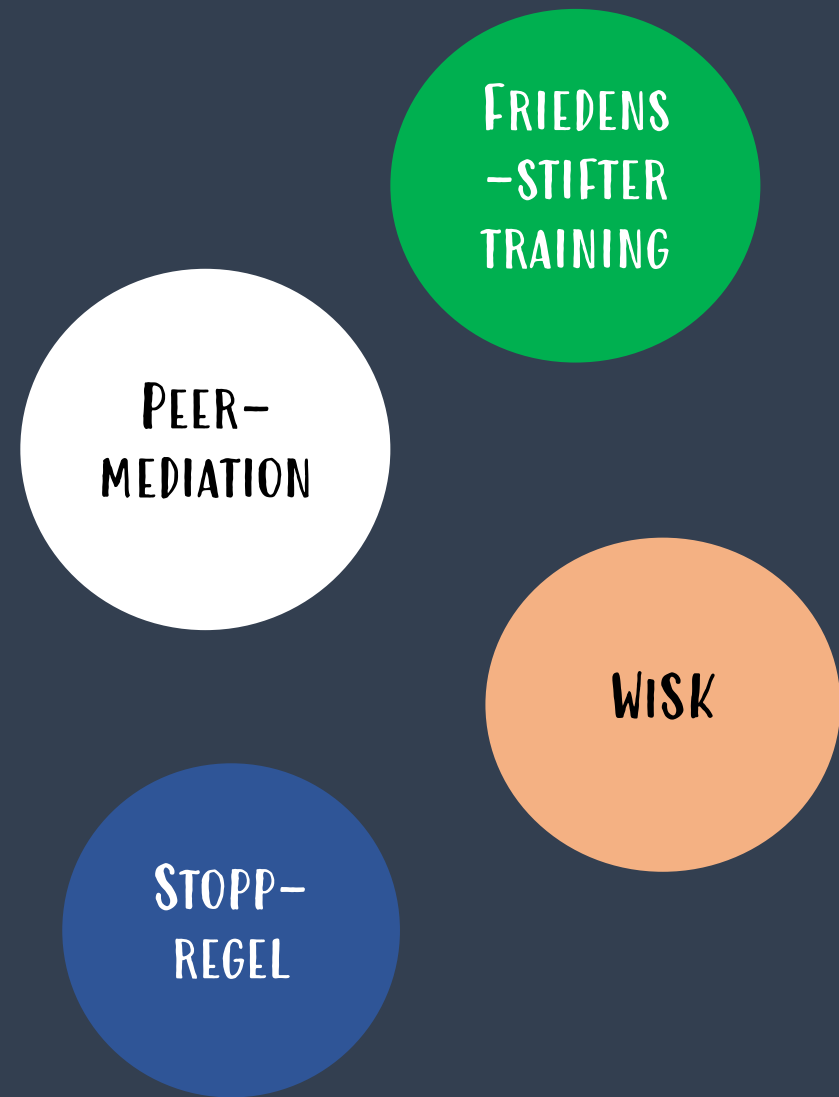 Friedens
-stifter
training
Peer-
mediation
WiSK
Stopp-
regel